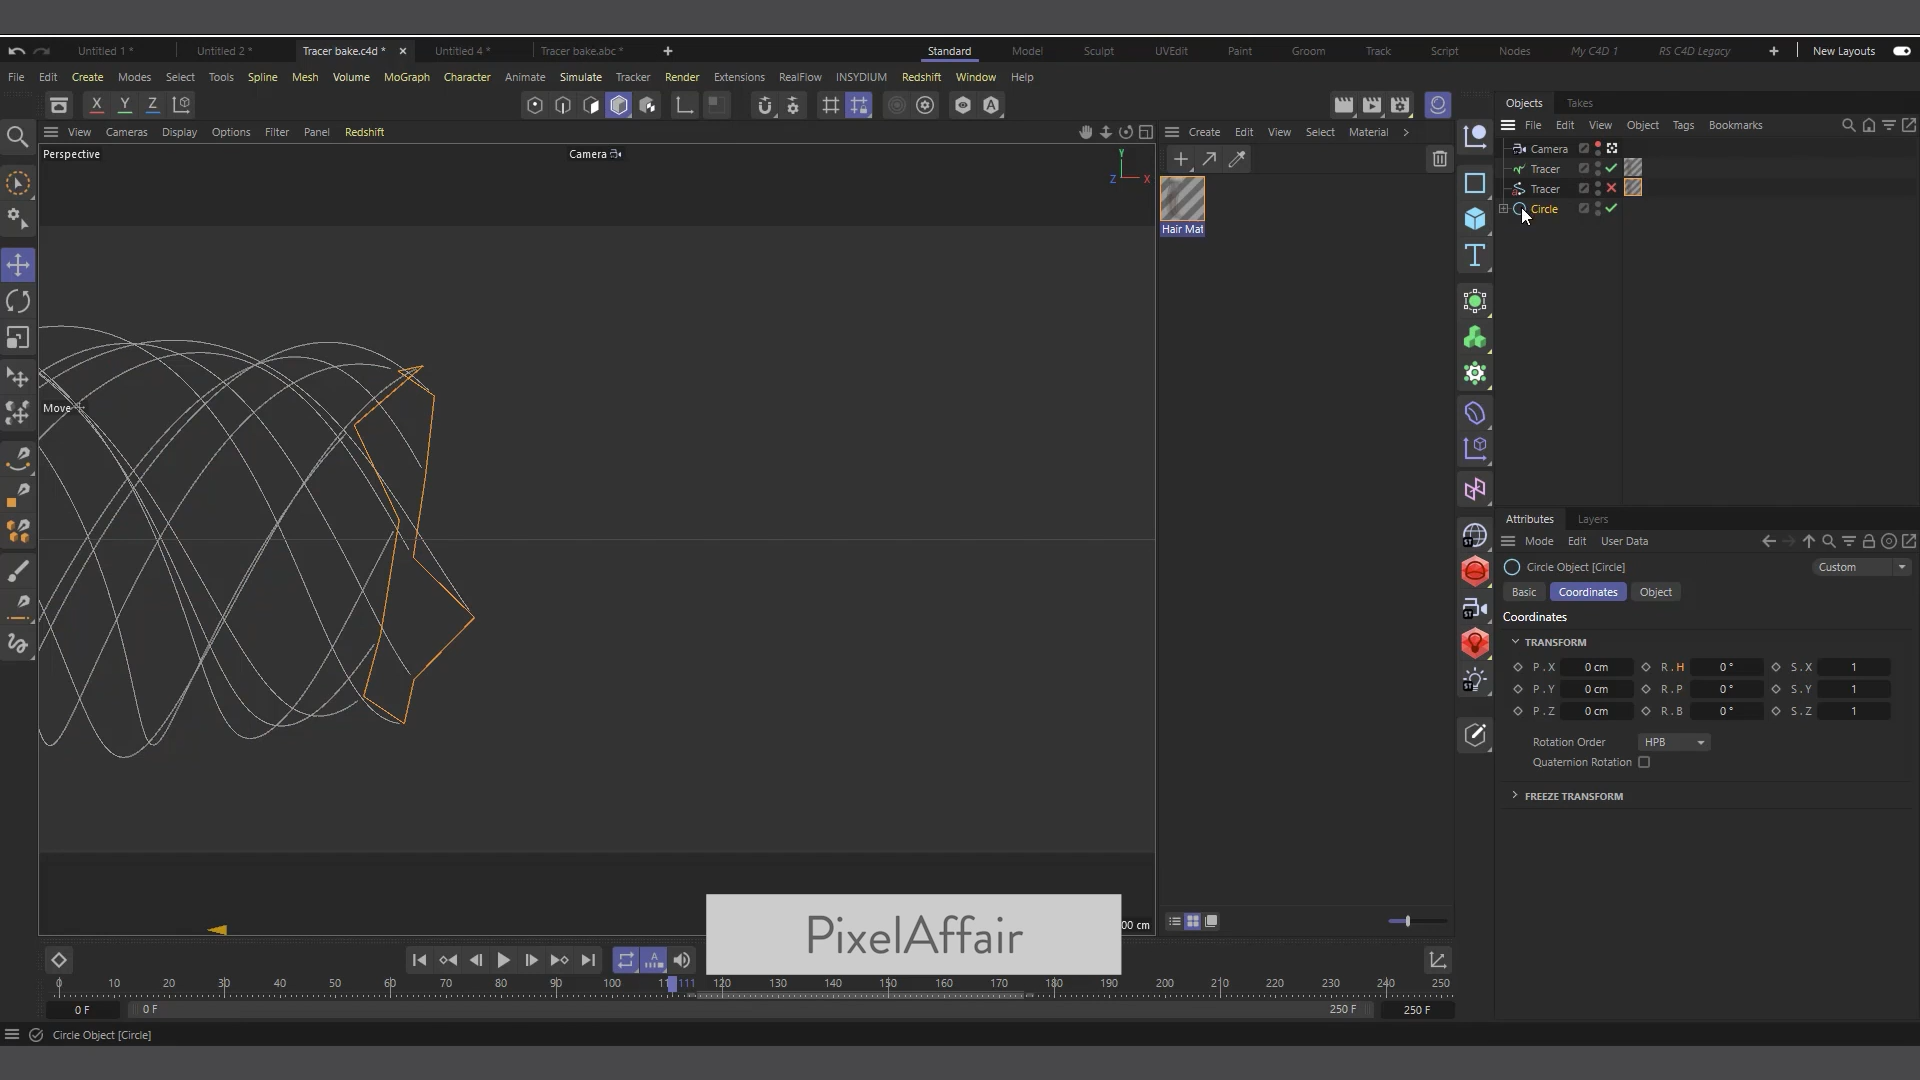 Untitled 1 *
Untitled 2 *
Tracer bake.c4d *
Untitled 4 *
Tracer bake.abc *
Standard
Model
Sculpt
UVEdit
Paint
Groom
Track
Script
Nodes
My C4D 1
RS C4D Legacy
New Layouts
File Edit Create Modes Select Tools Spline Mesh Volume MoGraph Character Animate Simulate Tracker Render Extensions RealFlow INSYDIUM Redshift Window Help
X Y Z
View Cameras Display Options Filter Panel Redshift
Create Edit View Select Material
Objects Takes
File Edit View Object Tags Bookmarks
Perspective
Camera
Y
Z X
Hair Mat
Camera
Tracer
Tracer
Circle
Move
Attributes Layers
Mode Edit User Data
Circle Object [Circle]
Custom
Basic Coordinates Object
Coordinates
TRANSFORM
P . X 0 cm R . H 0 ° S . X 1
P . Y 0 cm R . P 0 ° S . Y 1
P . Z 0 cm R . B 0 ° S . Z 1
Rotation Order HPB
Quaternion Rotation
FREEZE TRANSFORM
PixelAffair
00 cm
0 10 20 30 40 50 60 70 80 90 100 11 111 120 130 140 150 160 170 180 190 200 210 220 230 240 250
0 F 0 F 250 F 250 F
Circle Object [Circle]